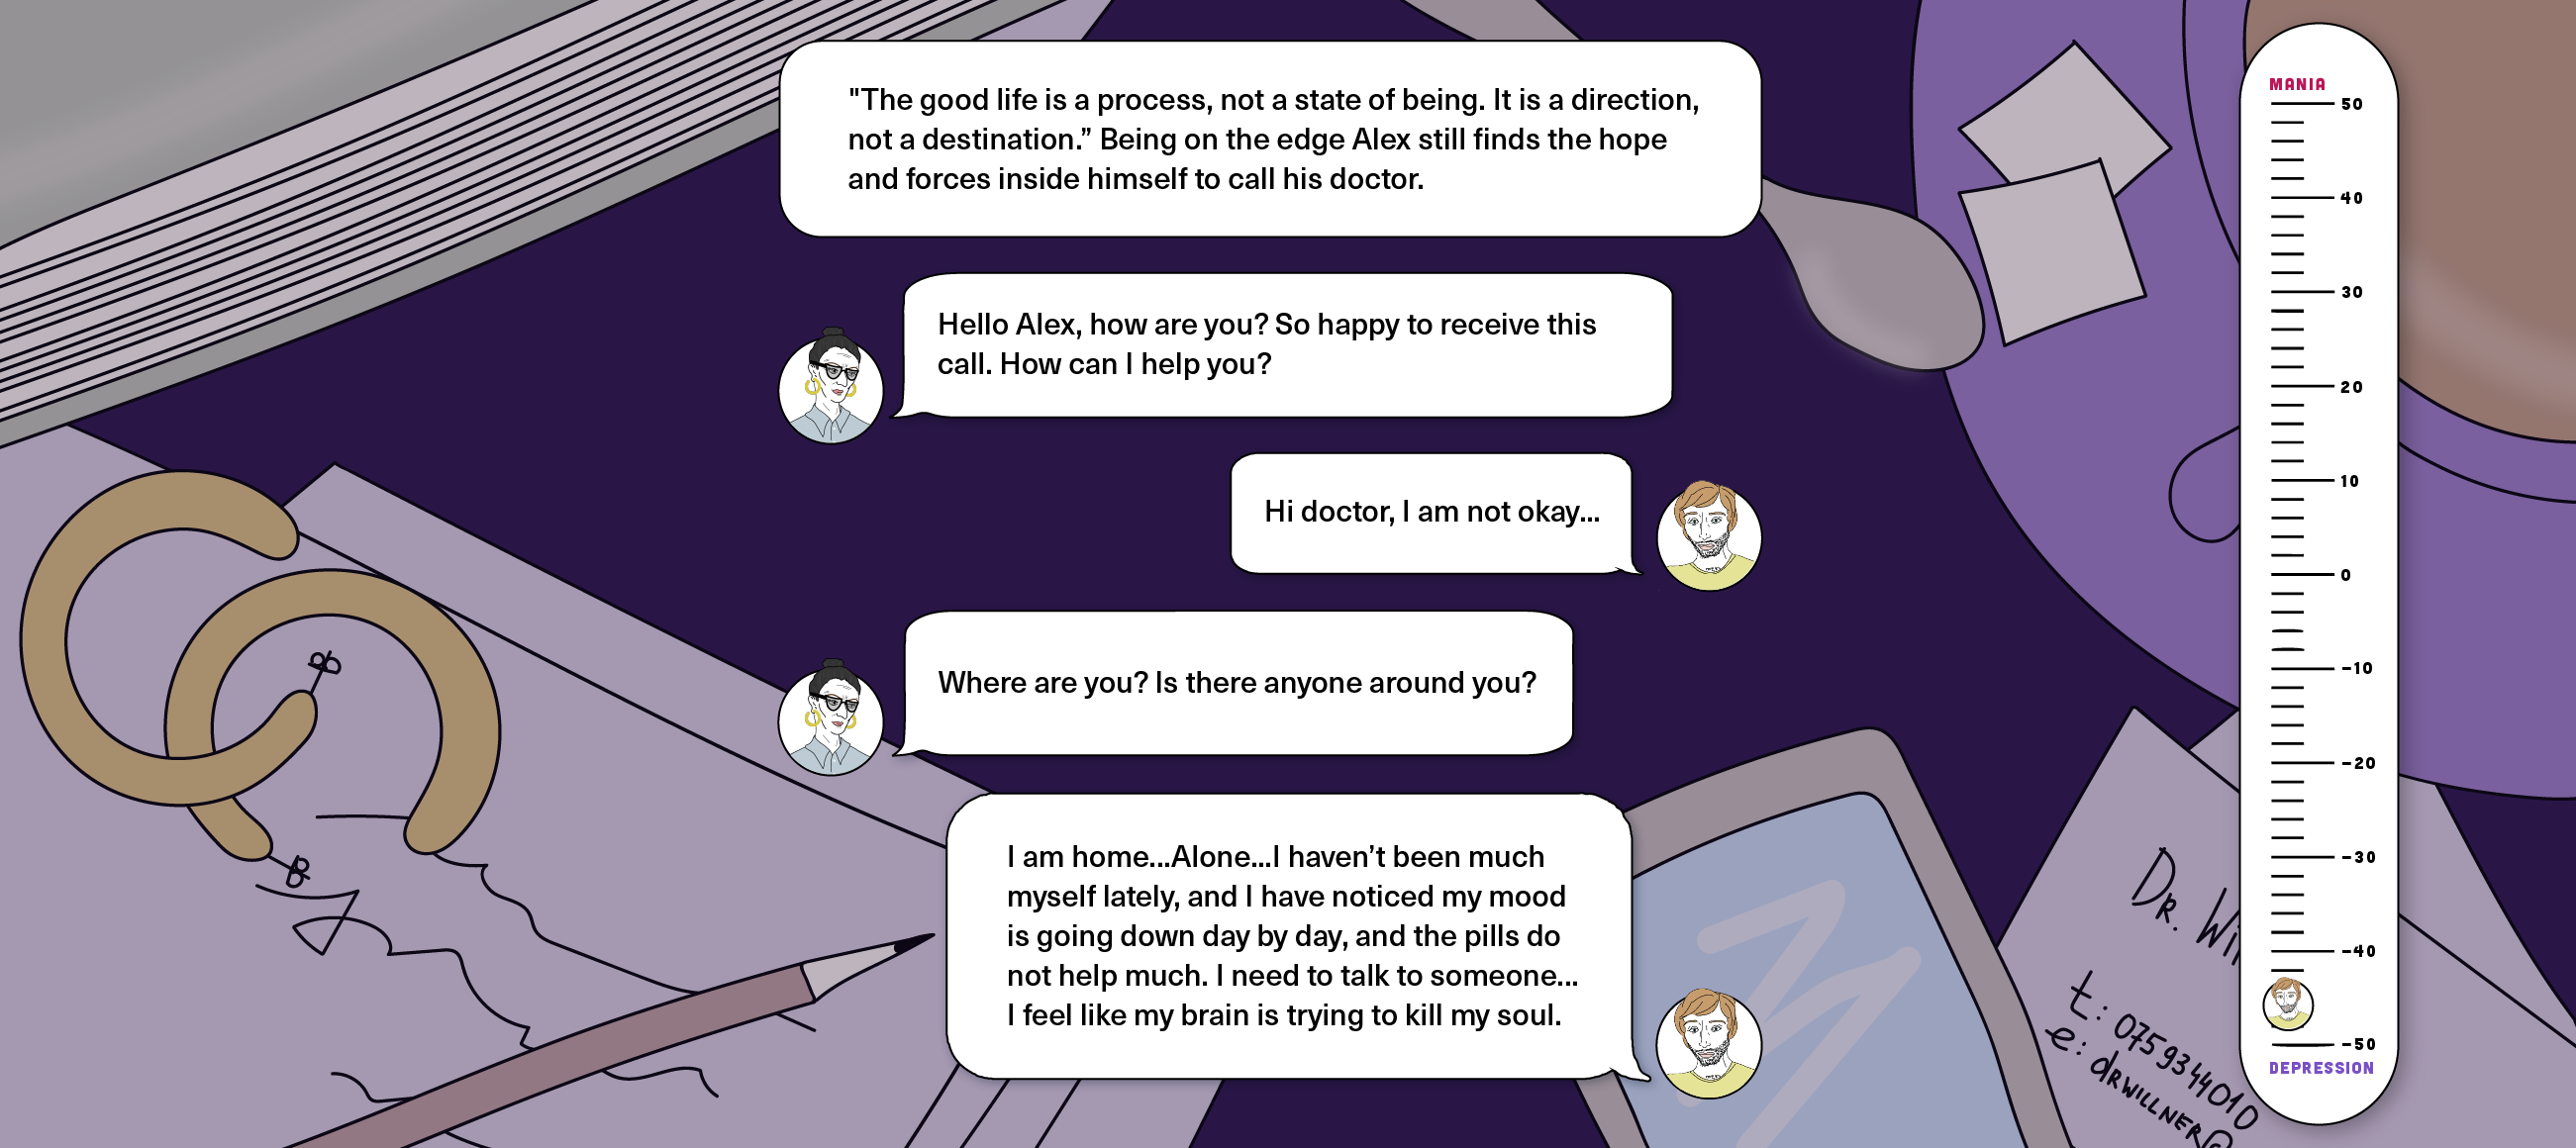 "The good life is a process, not a state of being. It is a direction,
not a destination.” Being on the edge Alex still finds the hope
and forces inside himself to call his doctor.
Hello Alex, how are you? So happy to receive this
call. How can I help you?
Hi doctor, I am not okay...
Where are you? Is there anyone around you?
I am home...Alone...I haven’t been much
myself lately, and I have noticed my mood
is going down day by day, and the pills do
not help much. I need to talk to someone...
I feel like my brain is trying to kill my soul.
MANIA
50
40
30
20
10
0
-10
-20
-30
-40
-50
DEPRESSION
DR. Wi
t: 0759344010
e: DRWILLNER@
B
B